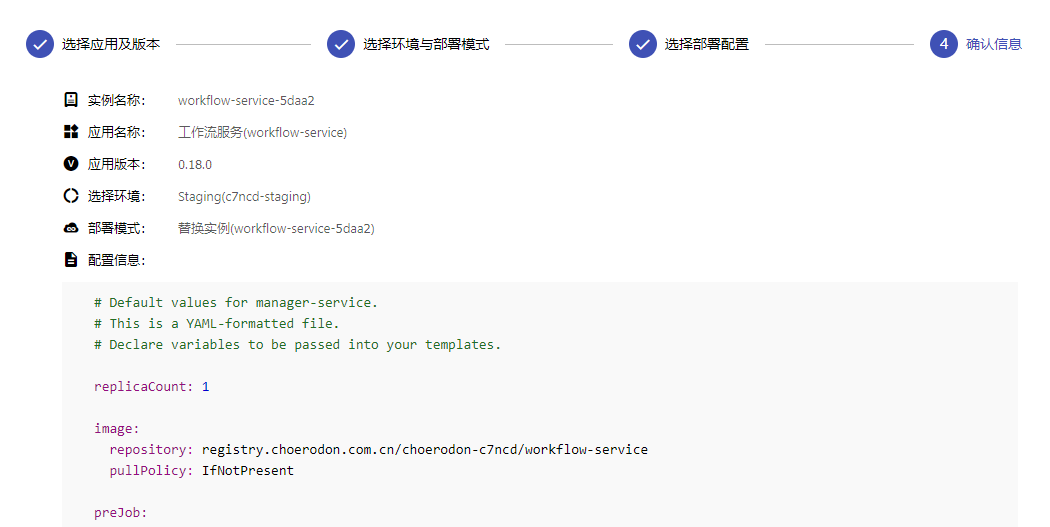 选择应用及版本 选择环境与部署模式 选择部署配置 4 确认信息
实例名称: workflow-service-5daa2
应用名称: 工作流服务(workflow-service)
V 应用版本: 0.18.0
选择环境: Staging(c7ncd-staging)
部署模式: 替换实例(workflow-service-5daa2)
配置信息:
# Default values for manager-service.
# This is a YAML-formatted file.
# Declare variables to be passed into your templates.
replicaCount: 1
image:
repository: registry.choerodon.com.cn/choerodon-c7ncd/workflow-service
pullPolicy: IfNotPresent
preJob: